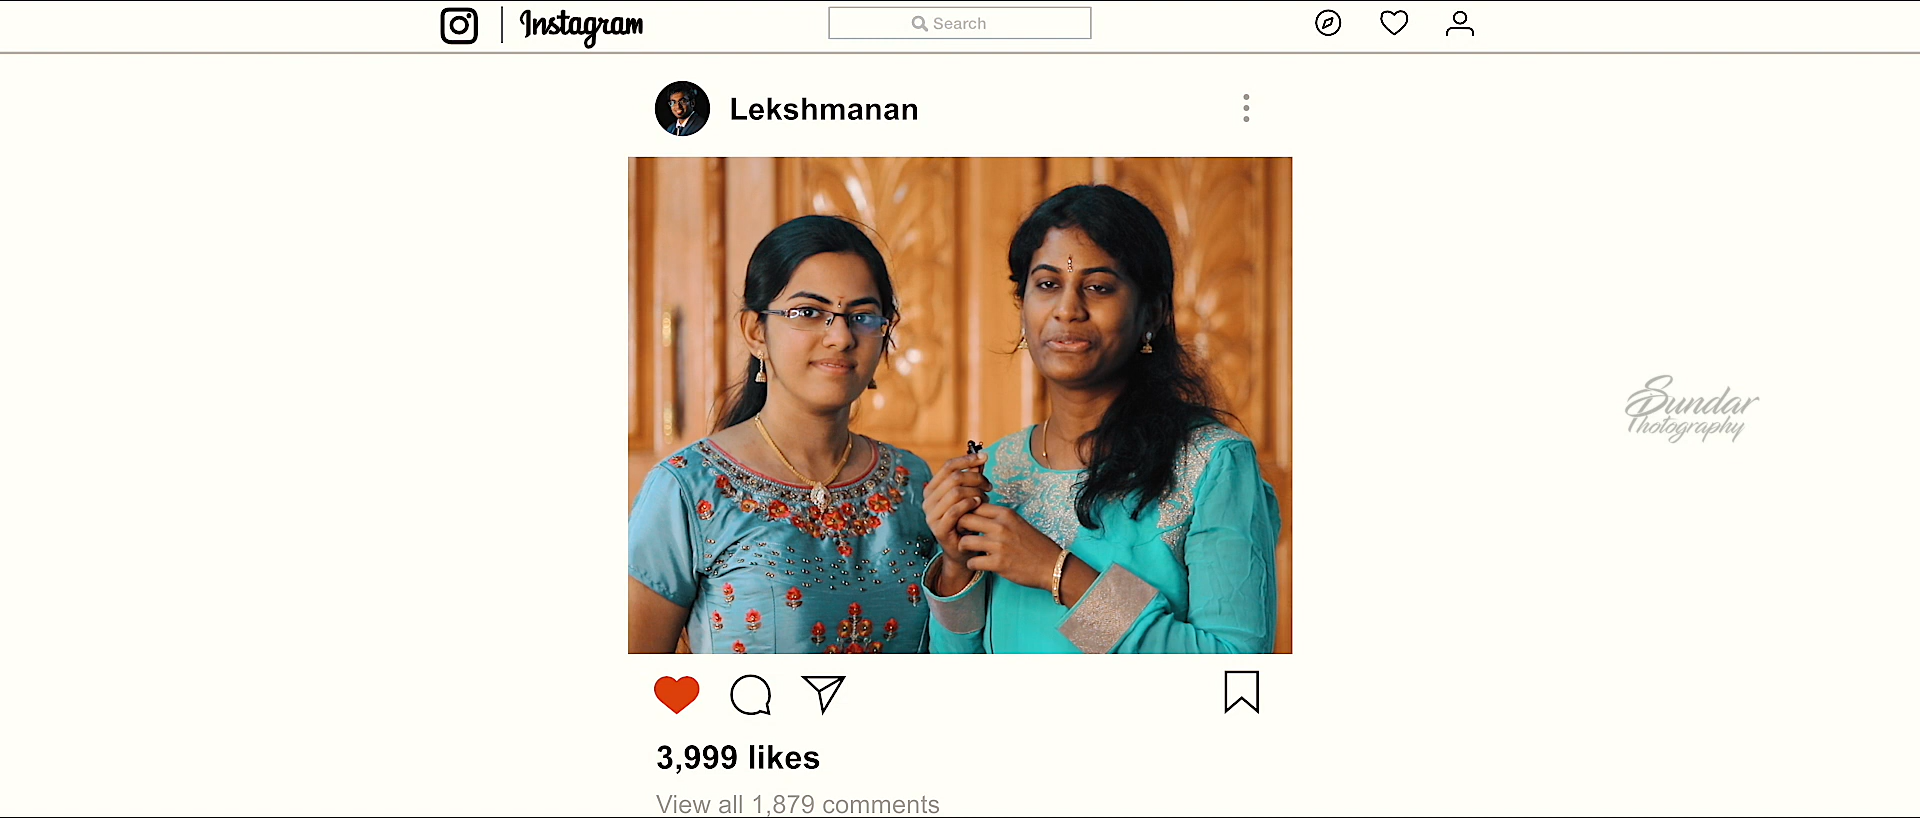 Instagram
Search
Lekshmanan
Sundar
Photography
3,999 likes
View all 1,879 comments